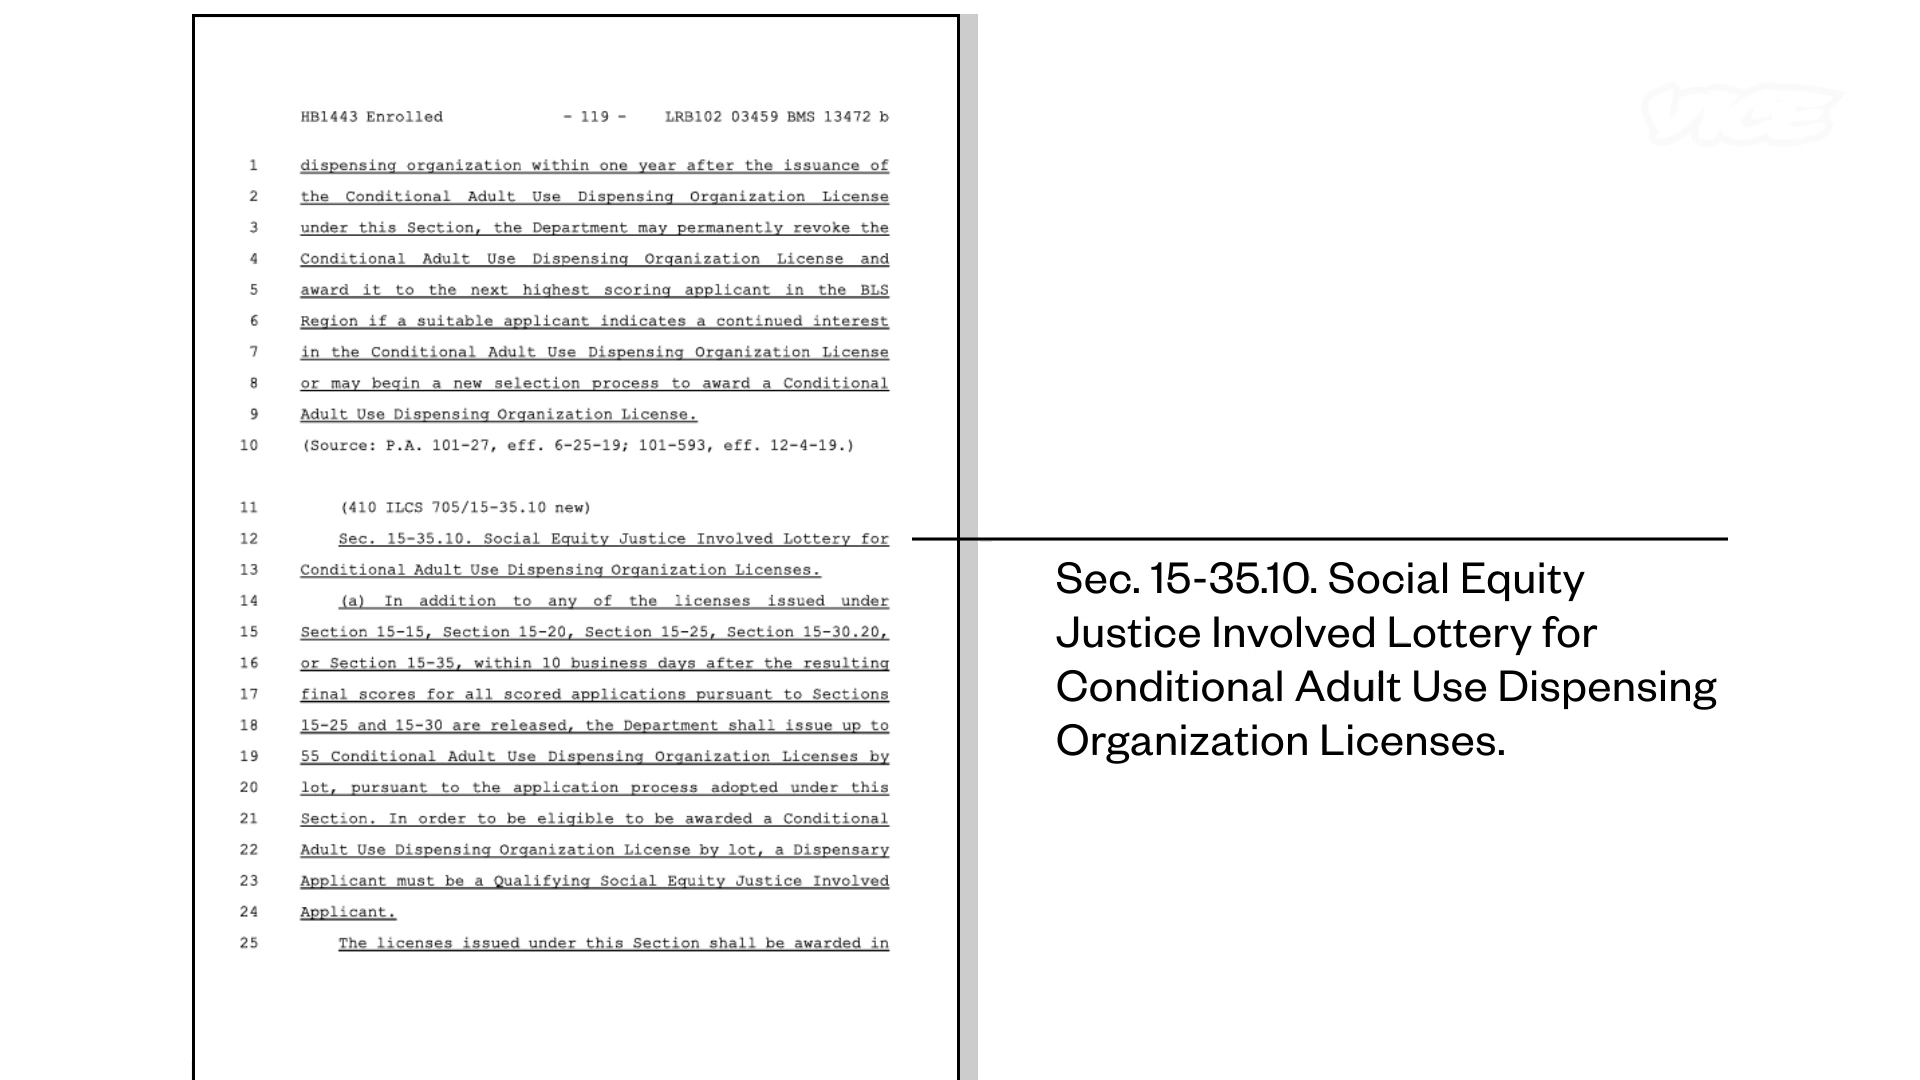 HB1443 Enrolled - 119 - LRB102 03459 BMS 13472 b
1 dispensing organization within one year after the issuance of
2 the Conditional Adult Use Dispensing Organization License
3 under this Section, the Department may permanently revoke the
4 Conditional Adult Use Dispensing Organization License and
5 award it to the next highest scoring applicant in the BLS
6 Region if a suitable applicant indicates a continued interest
7 in the Conditional Adult Use Dispensing Organization License
8 or may begin a new selection process to award a Conditional
9 Adult Use Dispensing Organization License.
10 (Source: P.A. 101-27, eff. 6-25-19; 101-593, eff. 12-4-19.)
11 (410 ILCS 705/15-35.10 new)
12 Sec. 15-35.10. Social Equity Justice Involved Lottery for
13 Conditional Adult Use Dispensing Organization Licenses.
14 (a) In addition to any of the licenses issued under
15 Section 15-15, Section 15-20, Section 15-25, Section 15-30.20,
16 or Section 15-35, within 10 business days after the resulting
17 final scores for all scored applications pursuant to Sections
18 15-25 and 15-30 are released, the Department shall issue up to
19 55 Conditional Adult Use Dispensing Organization Licenses by
20 lot, pursuant to the application process adopted under this
21 Section. In order to be eligible to be awarded a Conditional
22 Adult Use Dispensing Organization License by lot, a Dispensary
23 Applicant must be a Qualifying Social Equity Justice Involved
24 Applicant.
25 The licenses issued under this Section shall be awarded in
VICE
Sec. 15-35.10. Social Equity
Justice Involved Lottery for
Conditional Adult Use Dispensing
Organization Licenses.